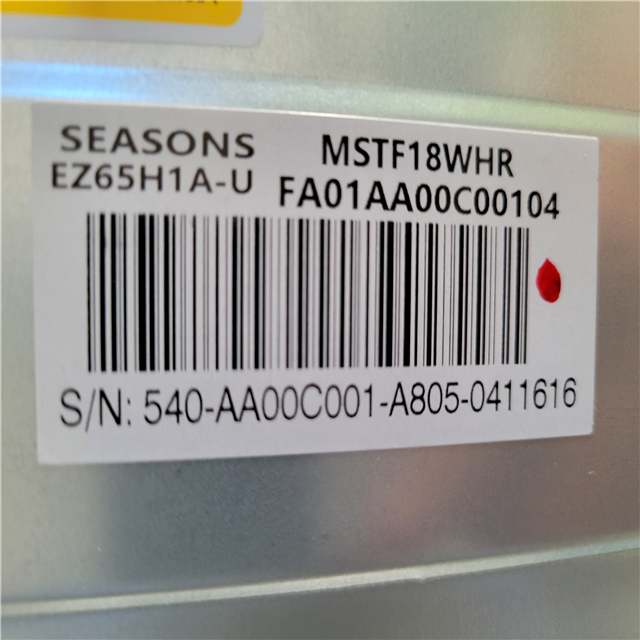 SEASONS MSTF18WHR
EZ65H1A-U FA01AA00C00104
S/N: 540-AA00C001-A805-0411616